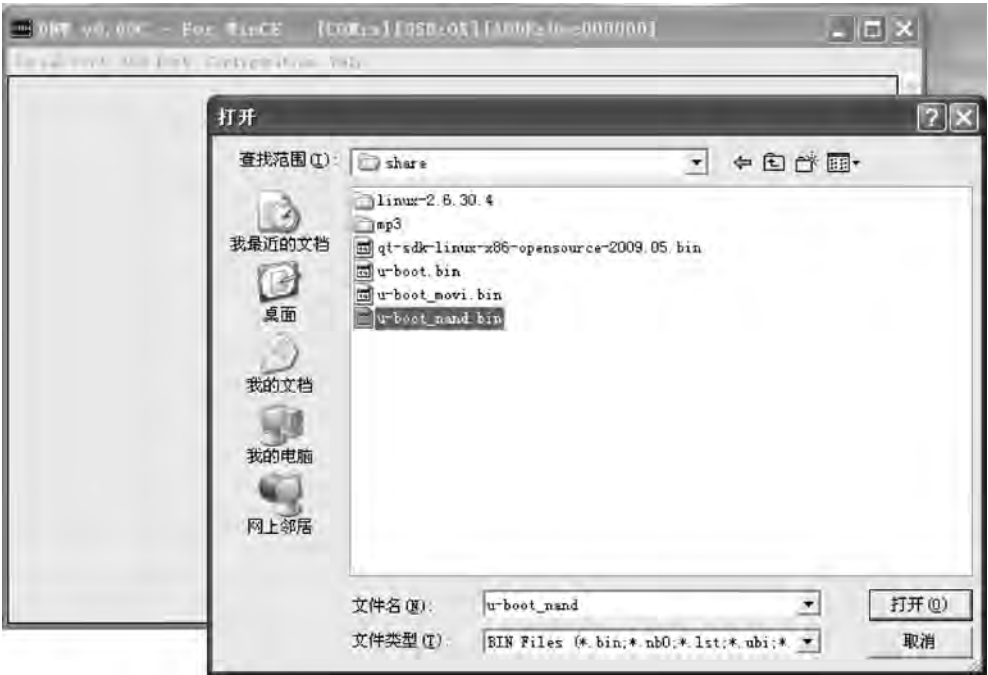 For WinCE
打开
查找范围(I):
share
linux-2.6.30.4
mp3
qt-sdk-linux-x86-opensource-2009.05.bin
u-boot.bin
u-boot_movi.bin
u-boot_nand.bin
我最近的文档
桌面
我的文档
我的电脑
网上邻居
文件名(N):
u-boot_nand
打开(O)
文件类型(T):
BIN Files (*.bin;*.nb0;*.lst;*.ubi;*.
取消